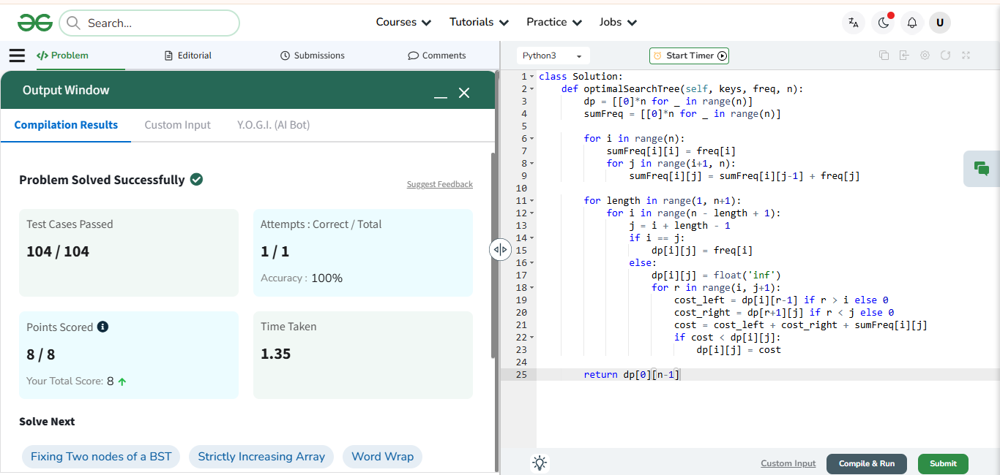 Search...
Courses Tutorials Practice Jobs
U
Problem Editorial Submissions Comments
Python3
Start Timer
Output Window
Compilation Results Custom Input Y.O.G.I. (AI Bot)
Problem Solved Successfully
Suggest Feedback
Test Cases Passed
104 / 104
Attempts : Correct / Total
1 / 1
Accuracy : 100%
Points Scored
8 / 8
Your Total Score: 8
Time Taken
1.35
Solve Next
Fixing Two nodes of a BST Strictly Increasing Array Word Wrap
1 class Solution:
2     def optimalSearchTree(self, keys, freq, n):
3         dp = [[0]*n for _ in range(n)]
4         sumFreq = [[0]*n for _ in range(n)]
5
6         for i in range(n):
7             sumFreq[i][i] = freq[i]
8             for j in range(i+1, n):
9                 sumFreq[i][j] = sumFreq[i][j-1] + freq[j]
10
11         for length in range(1, n+1):
12             for i in range(n - length + 1):
13                 j = i + length - 1
14                 if i == j:
15                     dp[i][j] = freq[i]
16                 else:
17                     dp[i][j] = float('inf')
18                     for r in range(i, j+1):
19                         cost_left = dp[i][r-1] if r > i else 0
20                         cost_right = dp[r+1][j] if r < j else 0
21                         cost = cost_left + cost_right + sumFreq[i][j]
22                         if cost < dp[i][j]:
23                             dp[i][j] = cost
24
25         return dp[0][n-1]
Custom Input Compile & Run Submit